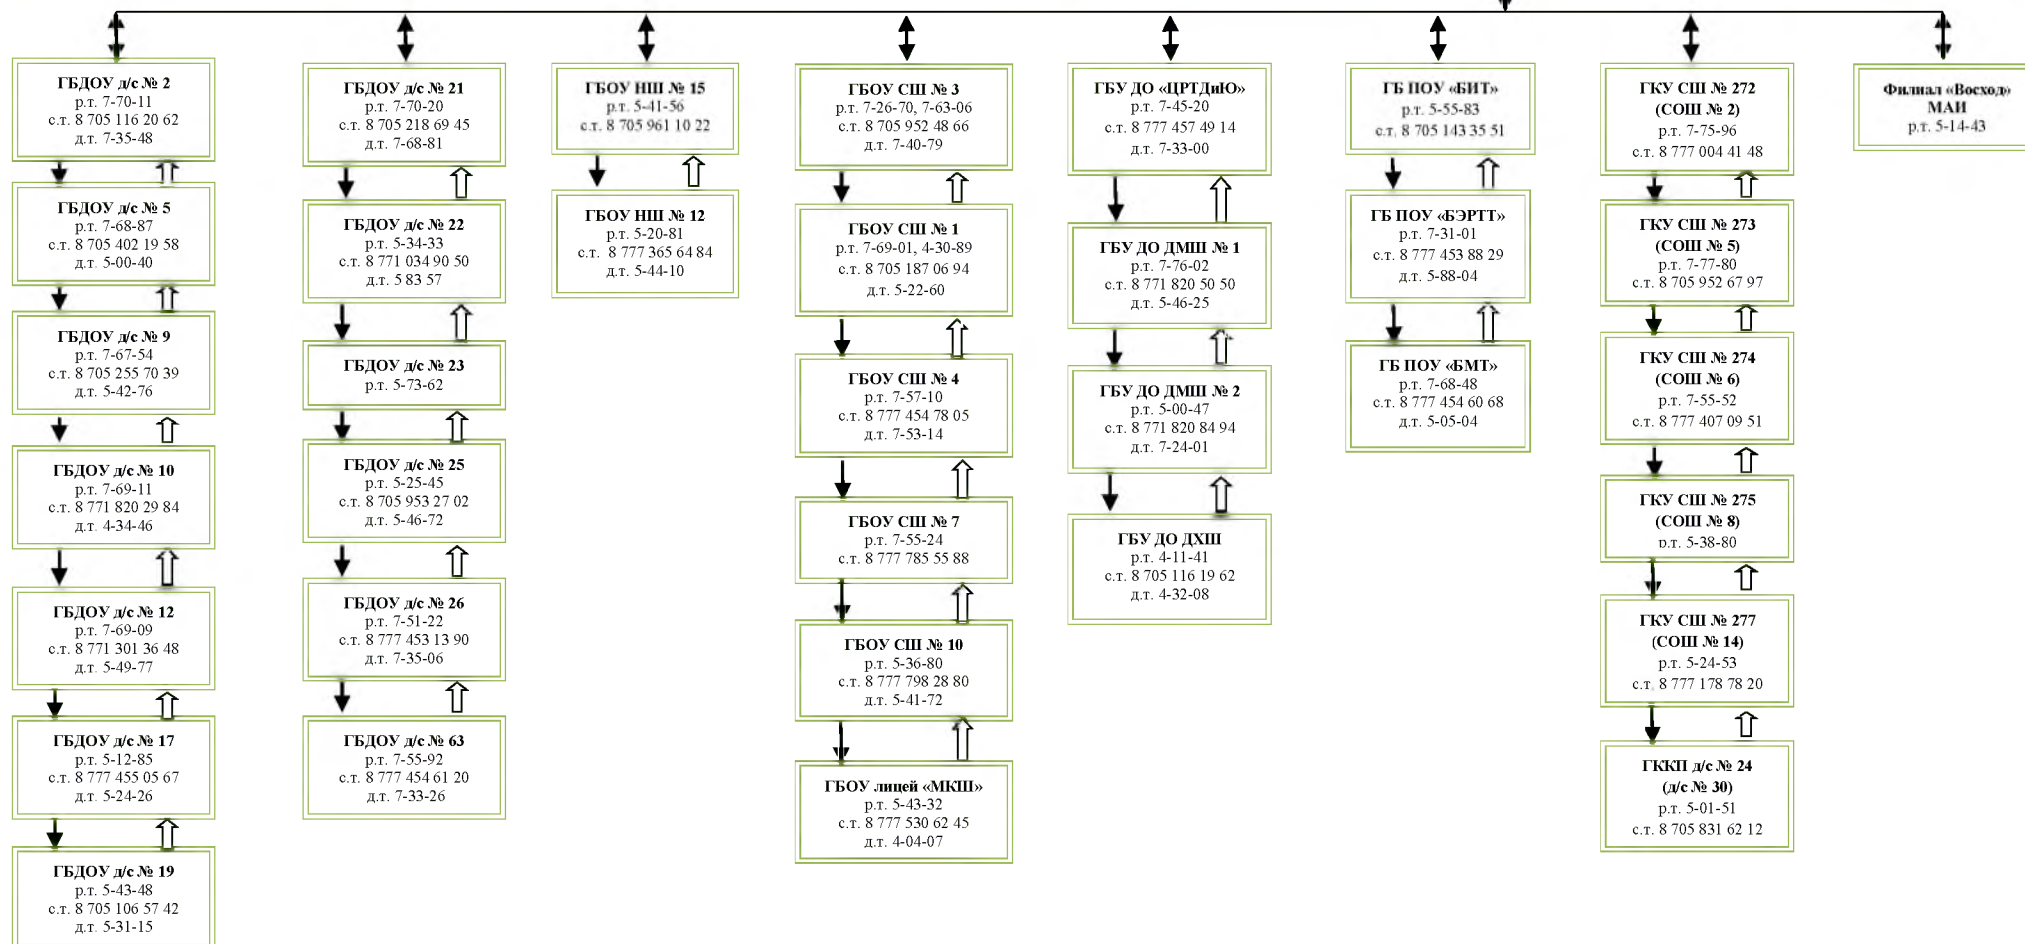 ГБДОУ д/с № 2
р.т. 7-70-11
с.т. 8 705 116 20 62
д.т. 7-35-48
ГБДОУ д/с № 5
р.т. 7-68-87
с.т. 8 705 402 19 58
д.т. 5-00-40
ГБДОУ д/с № 9
р.т. 7-67-54
с.т. 8 705 255 70 39
д.т. 5-42-76
ГБДОУ д/с № 10
р.т. 7-69-11
с.т. 8 771 820 29 84
д.т. 4-34-46
ГБДОУ д/с № 12
р.т. 7-69-09
с.т. 8 771 301 36 48
д.т. 5-49-77
ГБДОУ д/с № 17
р.т. 5-12-85
с.т. 8 777 455 05 67
д.т. 5-24-26
ГБДОУ д/с № 19
р.т. 5-43-48
с.т. 8 705 106 57 42
д.т. 5-31-15
ГБДОУ д/с № 21
р.т. 7-70-20
с.т. 8 705 218 69 45
д.т. 7-68-81
ГБДОУ д/с № 22
р.т. 5-34-33
с.т. 8 771 034 90 50
д.т. 5 83 57
ГБДОУ д/с № 23
р.т. 5-73-62
ГБДОУ д/с № 25
р.т. 5-25-45
с.т. 8 705 953 27 02
д.т. 5-46-72
ГБДОУ д/с № 26
р.т. 7-51-22
с.т. 8 777 453 13 90
д.т. 7-35-06
ГБДОУ д/с № 63
р.т. 7-55-92
с.т. 8 777 454 61 20
д.т. 7-33-26
ГБОУ НШ № 15
р.т. 5-41-56
с.т. 8 705 961 10 22
ГБОУ НШ № 12
р.т. 5-20-81
с.т. 8 777 365 64 84
д.т. 5-44-10
ГБОУ СШ № 3
р.т. 7-26-70, 7-63-06
с.т. 8 705 952 48 66
д.т. 7-40-79
ГБОУ СШ № 1
р.т. 7-69-01, 4-30-89
с.т. 8 705 187 06 94
д.т. 5-22-60
ГБОУ СШ № 4
р.т. 7-57-10
с.т. 8 777 454 78 05
д.т. 7-53-14
ГБОУ СШ № 7
р.т. 7-55-24
с.т. 8 777 785 55 88
ГБОУ СШ № 10
р.т. 5-36-80
с.т. 8 777 798 28 80
д.т. 5-41-72
ГБОУ лицей «МКШ»
р.т. 5-43-32
с.т. 8 777 530 62 45
д.т. 4-04-07
ГБУ ДО «ЦРТДиЮ»
р.т. 7-45-20
с.т. 8 777 457 49 14
д.т. 7-33-00
ГБУ ДО ДМШ № 1
р.т. 7-76-02
с.т. 8 771 820 50 50
д.т. 5-46-25
ГБУ ДО ДМШ № 2
р.т. 5-00-47
с.т. 8 771 820 84 94
д.т. 7-24-01
ГБУ ДО ДХШ
р.т. 4-11-41
с.т. 8 705 116 19 62
д.т. 4-32-08
ГБ ПОУ «БИТ»
р.т. 5-55-83
с.т. 8 705 143 35 51
ГБ ПОУ «БЭРТТ»
р.т. 7-31-01
с.т. 8 777 453 88 29
д.т. 5-88-04
ГБ ПОУ «БМТ»
р.т. 7-68-48
с.т. 8 777 454 60 68
д.т. 5-05-04
ГКУ СШ № 272
(СОШ № 2)
р.т. 7-75-96
с.т. 8 777 004 41 48
ГКУ СШ № 273
(СОШ № 5)
р.т. 7-77-80
с.т. 8 705 952 67 97
ГКУ СШ № 274
(СОШ № 6)
р.т. 7-55-52
с.т. 8 777 407 09 51
ГКУ СШ № 275
(СОШ № 8)
р.т. 5-38-80
ГКУ СШ № 277
(СОШ № 14)
р.т. 5-24-53
с.т. 8 777 178 78 20
ГККП д/с № 24
(д/с № 30)
р.т. 5-01-51
с.т. 8 705 831 62 12
Филиал «Восход»
МАИ
р.т. 5-14-43